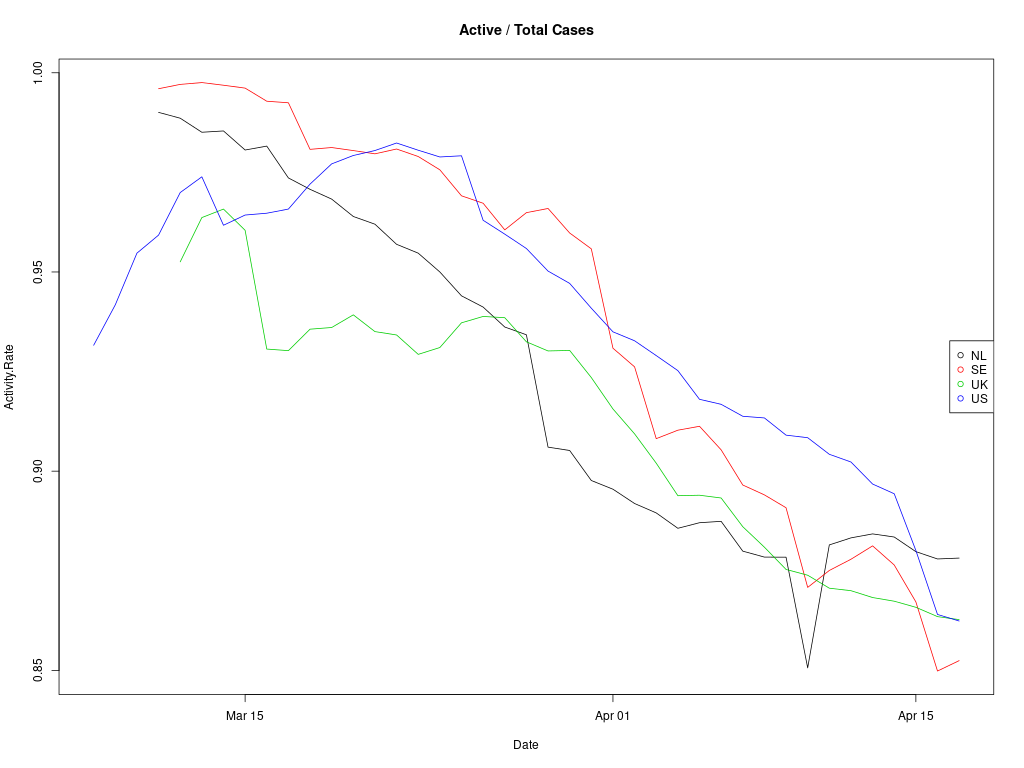 Active / Total Cases
1.00
0.95
0.90
0.85
Activity.Rate
NL
SE
UK
US
Mar 15
Apr 01
Apr 15
Date